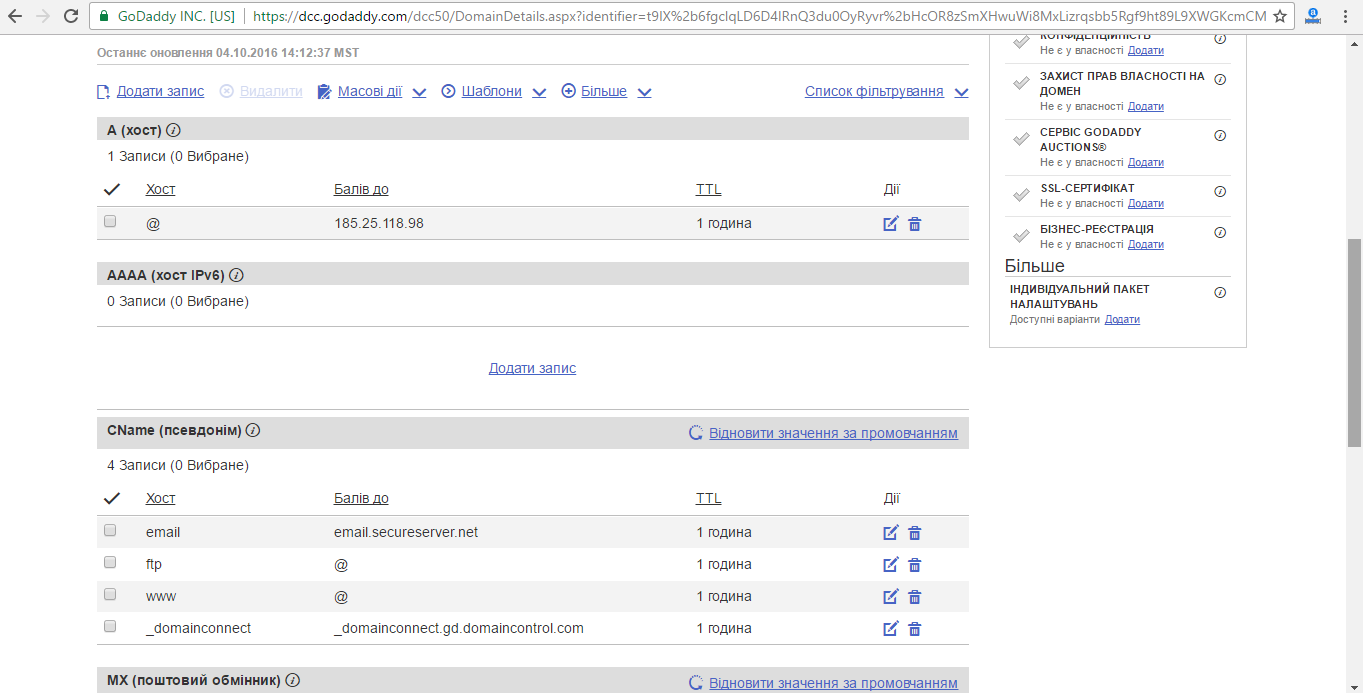 GoDaddy INC. [US]
https://dcc.godaddy.com/dcc50/DomainDetails.aspx?identifier=t9IX%2b6fgclqLD6D4IRnQ3du0OyRyvr%2bHcOR8zSmXHwuWi8MxLizrqsbb5Rgf9ht89L9XWGKcmCM
Останнє оновлення 04.10.2016 14:12:37 MST
Додати запис Видалити Масові дії Шаблони Більше Список фільтрування
А (хост)
1 Записи (0 Вибране)
Хост Балів до TTL Дії
@ 185.25.118.98 1 година
АААА (хост IPv6)
0 Записи (0 Вибране)
Додати запис
CName (псевдонім) Відновити значення за промовчанням
4 Записи (0 Вибране)
Хост Балів до TTL Дії
email email.secureserver.net 1 година
ftp @ 1 година
www @ 1 година
_domainconnect _domainconnect.gd.domaincontrol.com 1 година
MX (поштовий обмінник) Відновити значення за промовчанням
КОНФІДЕНЦІЙНІСТЬ
Не є у власності Додати
ЗАХИСТ ПРАВ ВЛАСНОСТІ НА
ДОМЕН
Не є у власності Додати
СЕРВІС GODADDY
AUCTIONS®
Не є у власності Додати
SSL-СЕРТИФІКАТ
Не є у власності Додати
БІЗНЕС-РЕЄСТРАЦІЯ
Не є у власності Додати
Більше
ІНДИВІДУАЛЬНИЙ ПАКЕТ
НАЛАШТУВАНЬ
Доступні варіанти Додати